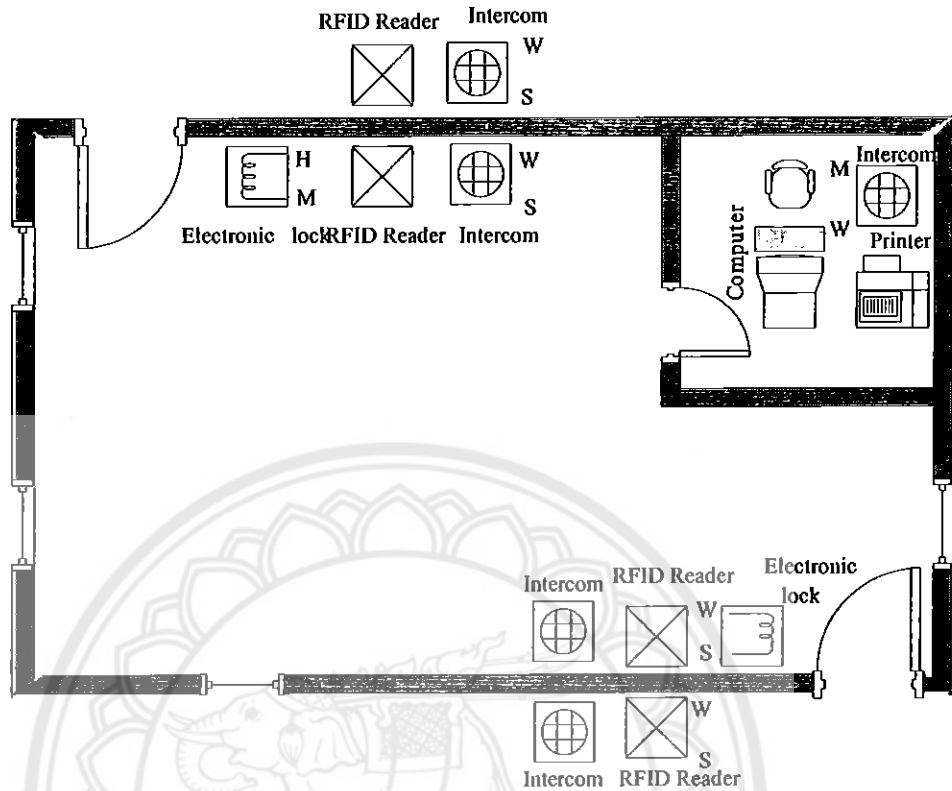 RFID Reader Intercom
W
S
H
M
W
S
Electronic lockRFID Reader Intercom
M
Intercom
W
Printer
Computer
Electronic
lock
Intercom RFID Reader
W
S
W
S
Intercom RFID Reader